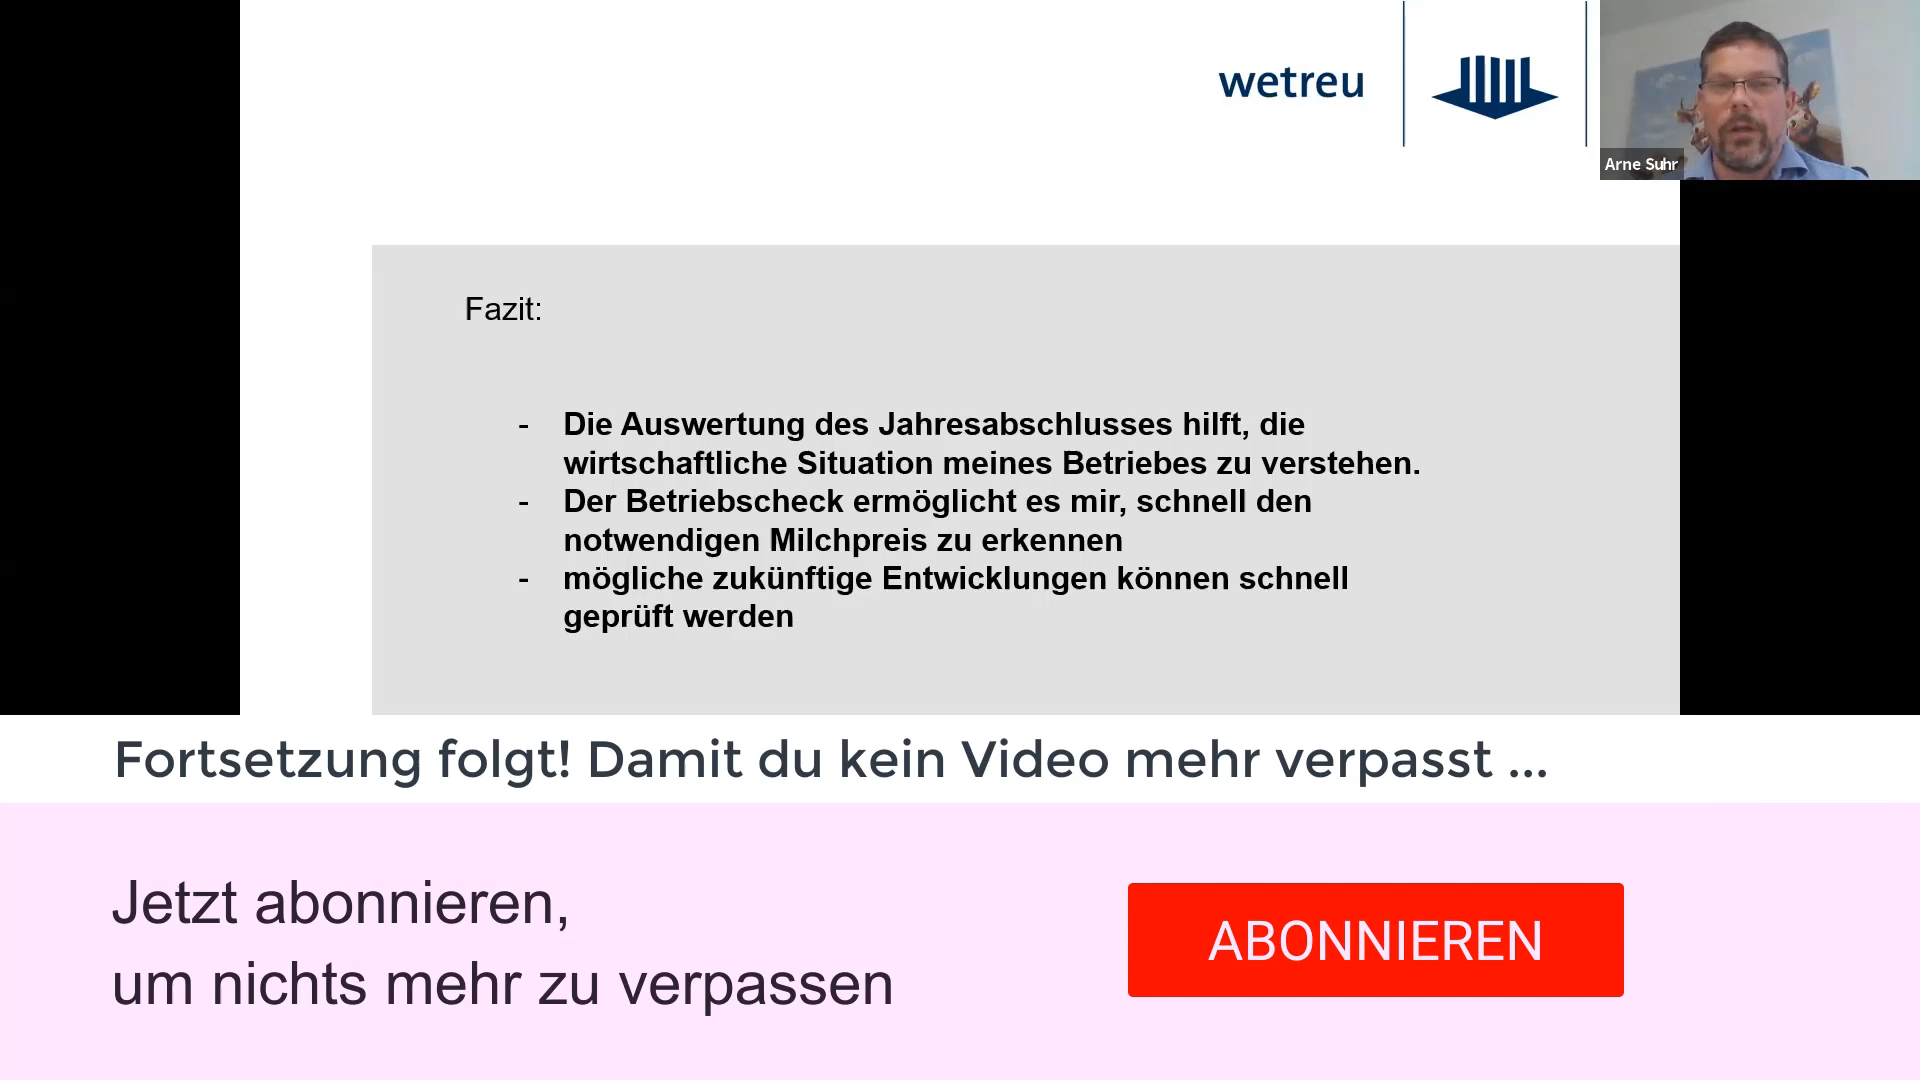 wetreu
Arne Suhr
Fazit:
- Die Auswertung des Jahresabschlusses hilft, die
wirtschaftliche Situation meines Betriebes zu verstehen.
- Der Betriebscheck ermöglicht es mir, schnell den
notwendigen Milchpreis zu erkennen
- mögliche zukünftige Entwicklungen können schnell
geprüft werden
Fortsetzung folgt! Damit du kein Video mehr verpasst ...
Jetzt abonnieren,
um nichts mehr zu verpassen
ABONNIEREN